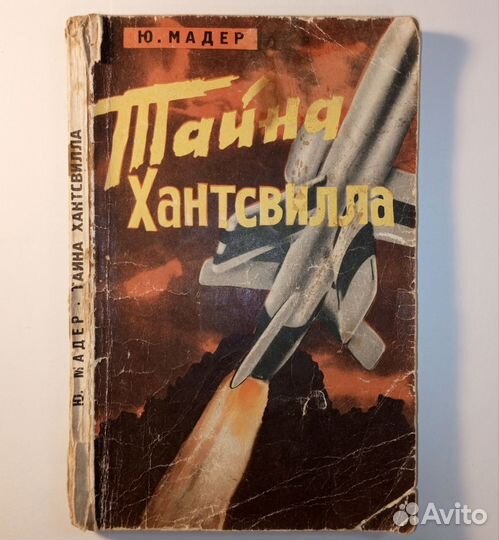 Ю. МАДЕР
Тайна
Хантсвилла
Ю. МАДЕР · ТАЙНА ХАНТСВИЛЛА
Avito